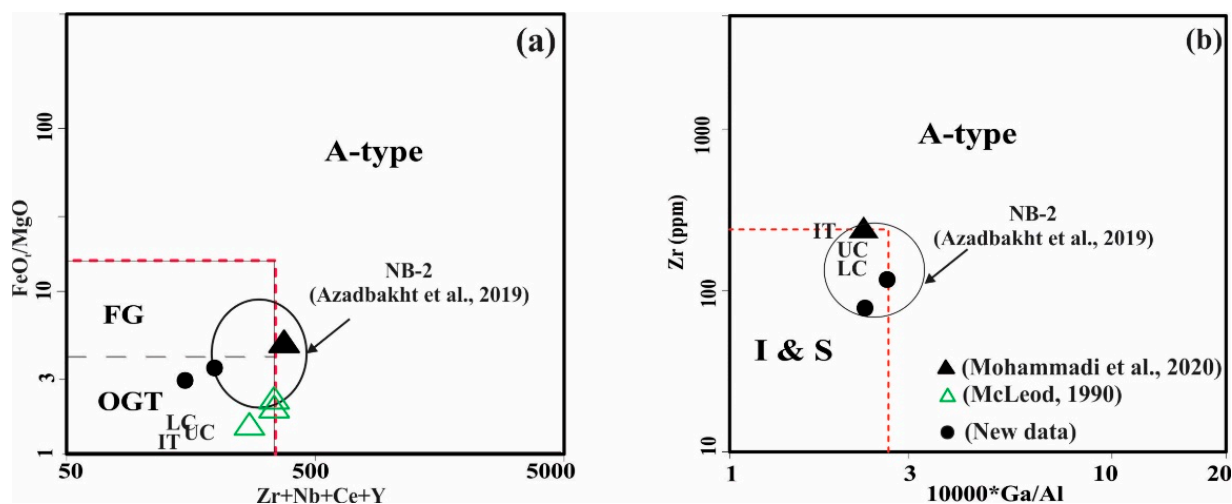 (a)
100
A-type
FeOₜ/MgO
NB-2
(Azadbakht et al., 2019)
10
FG
3
OGT
LC
UC
IT
1
50
500
5000
Zr+Nb+Ce+Y
(b)
1000
A-type
Zr (ppm)
NB-2
(Azadbakht et al., 2019)
IT
UC
LC
100
I & S
(Mohammadi et al., 2020)
(McLeod, 1990)
(New data)
10
1
3
10
20
10000*Ga/Al